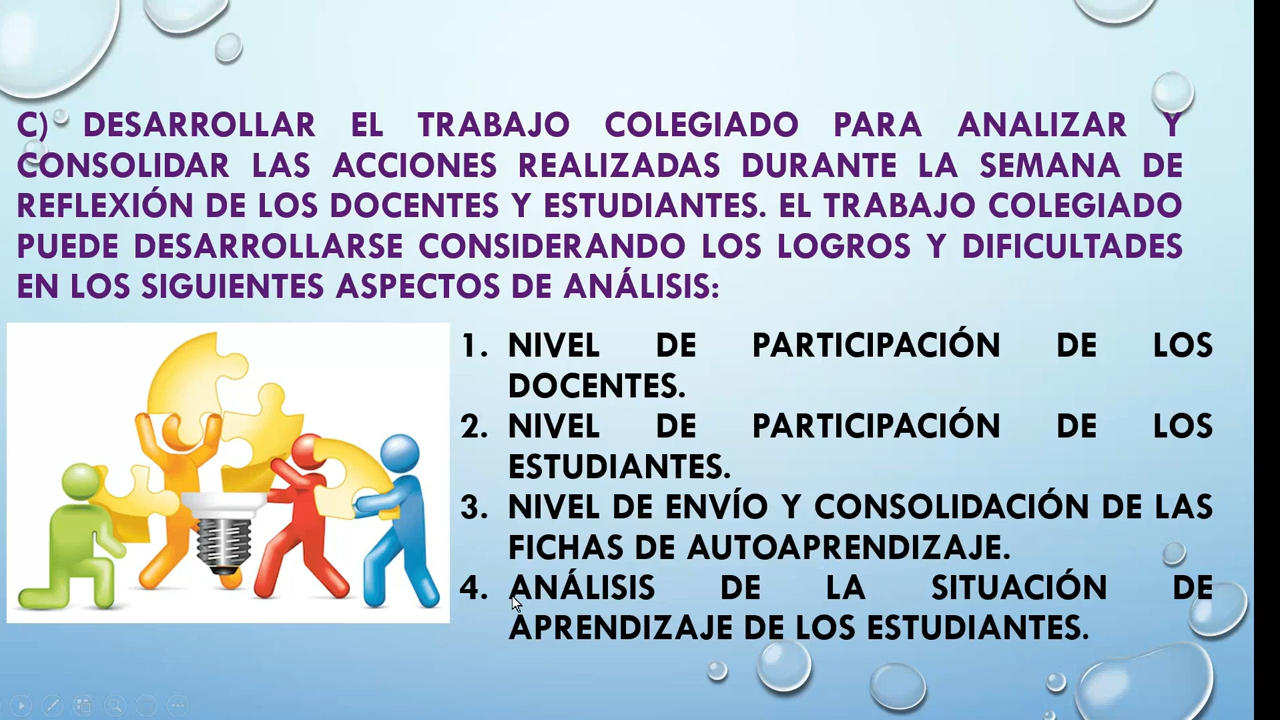 C) DESARROLLAR EL TRABAJO COLEGIADO PARA ANALIZAR Y
CONSOLIDAR LAS ACCIONES REALIZADAS DURANTE LA SEMANA DE
REFLEXIÓN DE LOS DOCENTES Y ESTUDIANTES. EL TRABAJO COLEGIADO
PUEDE DESARROLLARSE CONSIDERANDO LOS LOGROS Y DIFICULTADES
EN LOS SIGUIENTES ASPECTOS DE ANÁLISIS:
1. NIVEL DE PARTICIPACIÓN DE LOS
DOCENTES.
2. NIVEL DE PARTICIPACIÓN DE LOS
ESTUDIANTES.
3. NIVEL DE ENVÍO Y CONSOLIDACIÓN DE LAS
FICHAS DE AUTOAPRENDIZAJE.
4. ANÁLISIS DE LA SITUACIÓN DE
APRENDIZAJE DE LOS ESTUDIANTES.